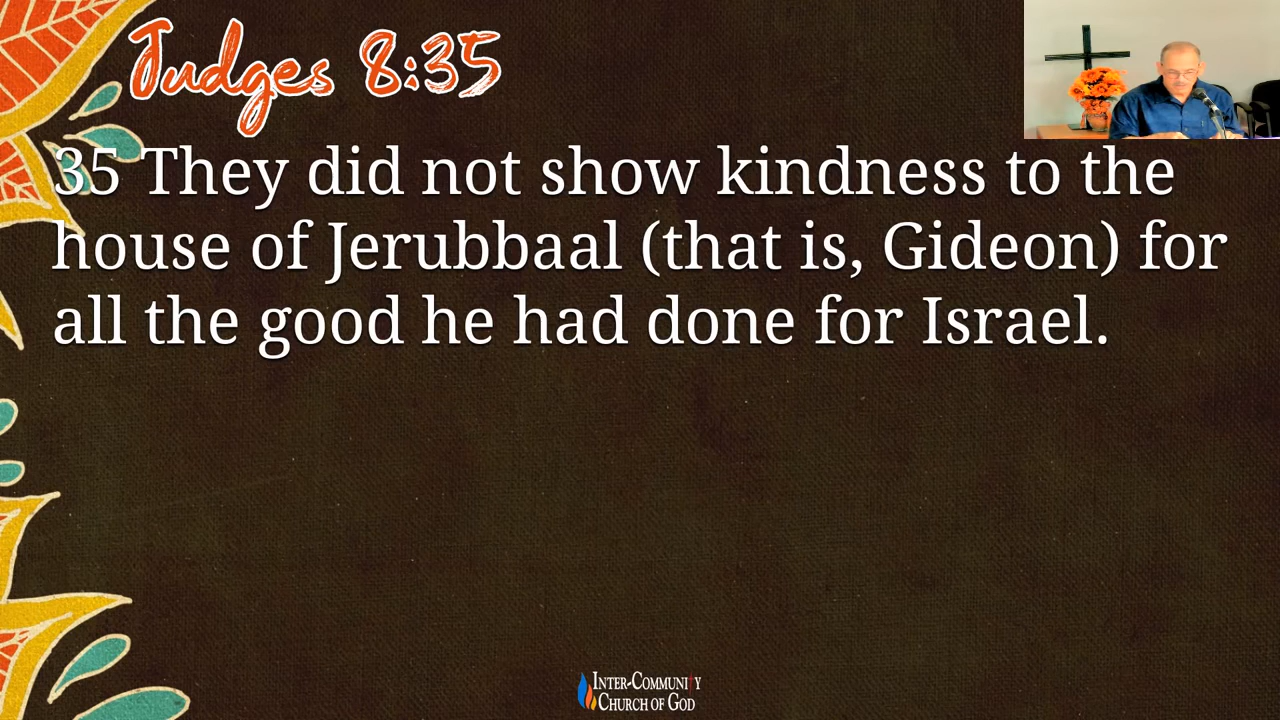 Judges 8:35
35 They did not show kindness to the
house of Jerubbaal (that is, Gideon) for
all the good he had done for Israel.
INTER-COMMUNITY
CHURCH OF GOD